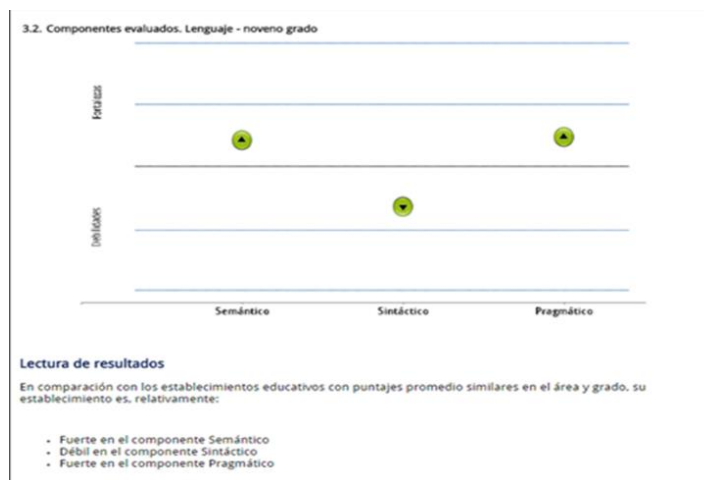 3.2. Componentes evaluados. Lenguaje - noveno grado
Fortalezas
Debilidades
Semántico Sintáctico Pragmático
Lectura de resultados
En comparación con los establecimientos educativos con puntajes promedio similares en el área y grado, su
establecimiento es, relativamente:
• Fuerte en el componente Semántico
• Débil en el componente Sintáctico
• Fuerte en el componente Pragmático